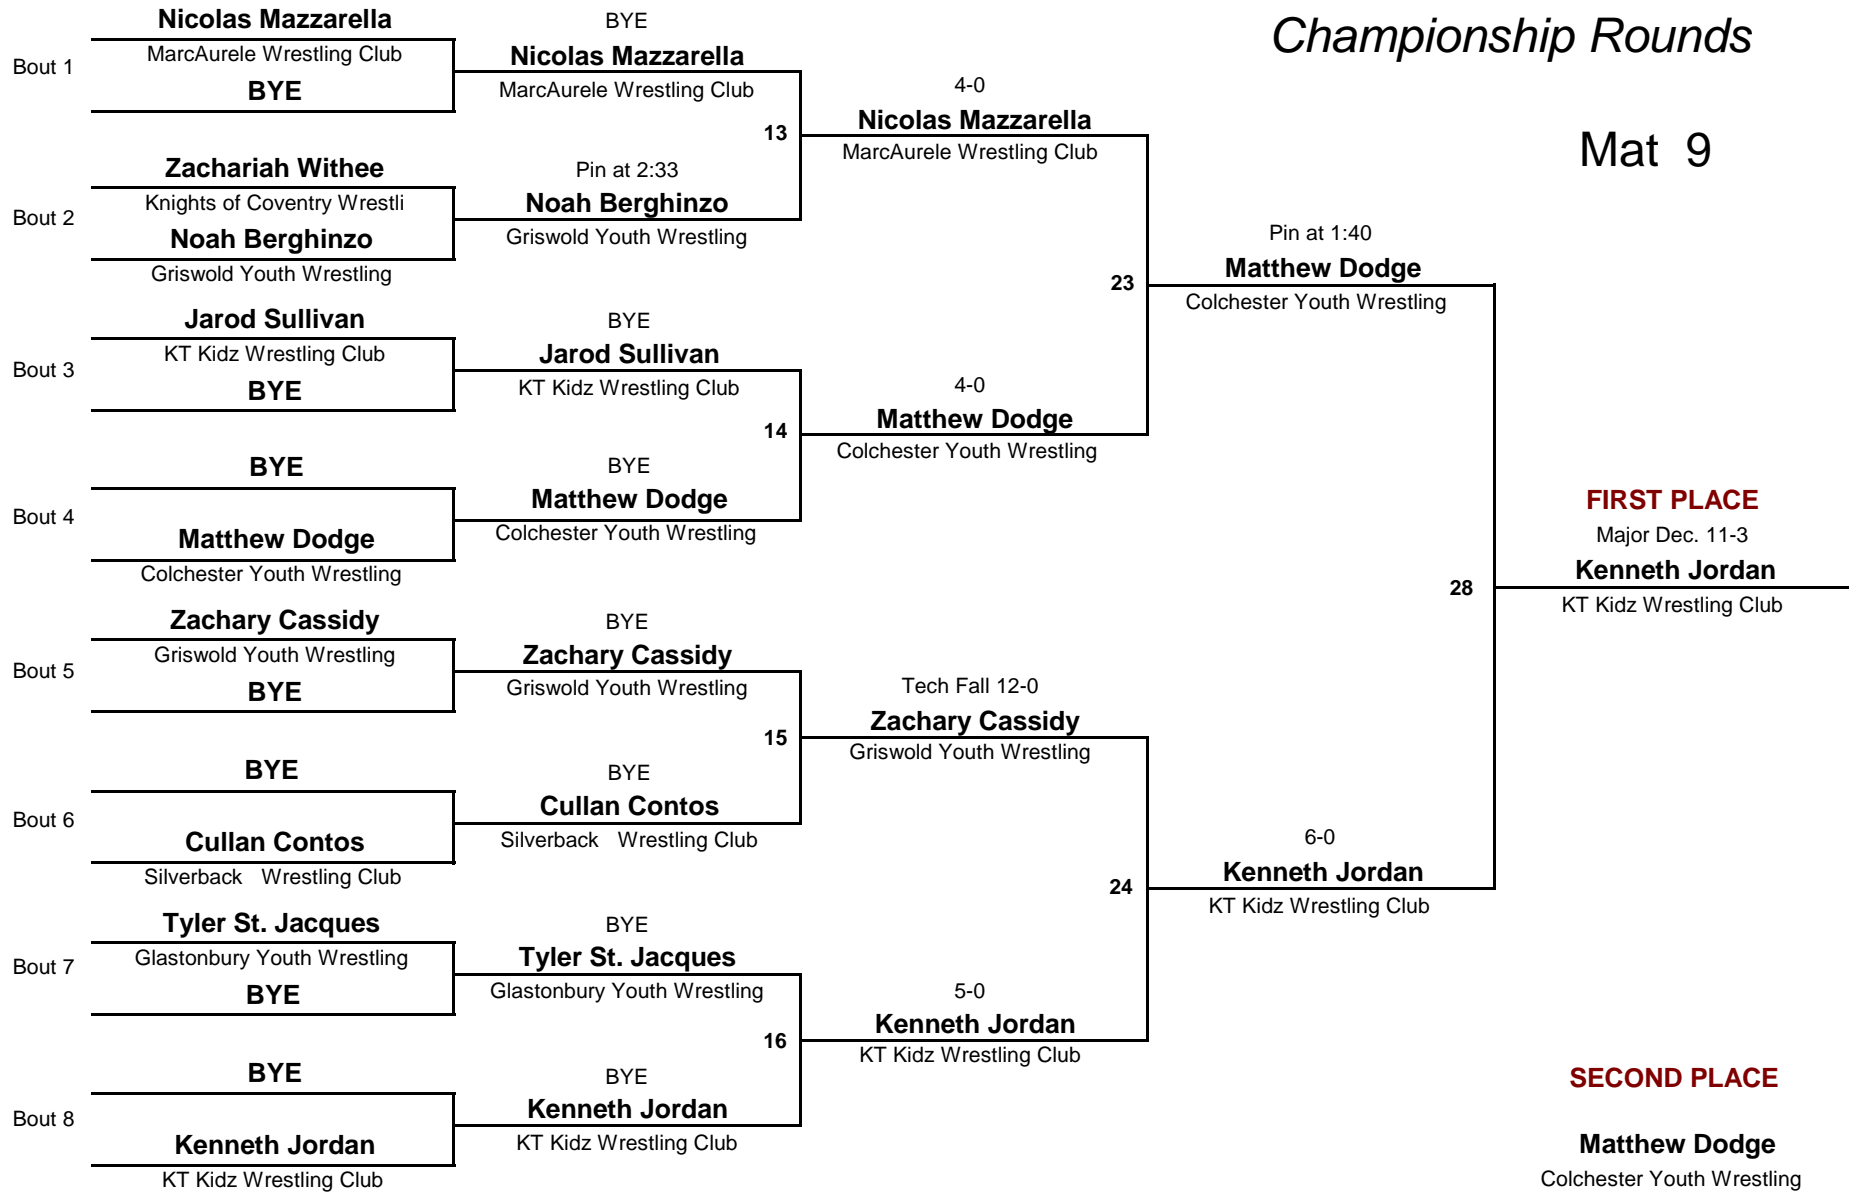 Championship Rounds
Mat 9
Bout 1
Nicolas Mazzarella
MarcAurele Wrestling Club
BYE
Bout 2
Zachariah Withee
Knights of Coventry Wrestli
Noah Berghinzo
Griswold Youth Wrestling
Bout 3
Jarod Sullivan
KT Kidz Wrestling Club
BYE
Bout 4
BYE
Matthew Dodge
Colchester Youth Wrestling
Bout 5
Zachary Cassidy
Griswold Youth Wrestling
BYE
Bout 6
BYE
Cullan Contos
Silverback Wrestling Club
Bout 7
Tyler St. Jacques
Glastonbury Youth Wrestling
BYE
Bout 8
BYE
Kenneth Jordan
KT Kidz Wrestling Club
BYE
Nicolas Mazzarella
MarcAurele Wrestling Club
13
Pin at 2:33
Noah Berghinzo
Griswold Youth Wrestling
BYE
Jarod Sullivan
KT Kidz Wrestling Club
14
BYE
Matthew Dodge
Colchester Youth Wrestling
BYE
Zachary Cassidy
Griswold Youth Wrestling
15
BYE
Cullan Contos
Silverback Wrestling Club
BYE
Tyler St. Jacques
Glastonbury Youth Wrestling
16
BYE
Kenneth Jordan
KT Kidz Wrestling Club
4-0
Nicolas Mazzarella
MarcAurele Wrestling Club
23
4-0
Matthew Dodge
Colchester Youth Wrestling
Tech Fall 12-0
Zachary Cassidy
Griswold Youth Wrestling
24
5-0
Kenneth Jordan
KT Kidz Wrestling Club
Pin at 1:40
Matthew Dodge
Colchester Youth Wrestling
28
6-0
Kenneth Jordan
KT Kidz Wrestling Club
FIRST PLACE
Major Dec. 11-3
Kenneth Jordan
KT Kidz Wrestling Club
SECOND PLACE
Matthew Dodge
Colchester Youth Wrestling